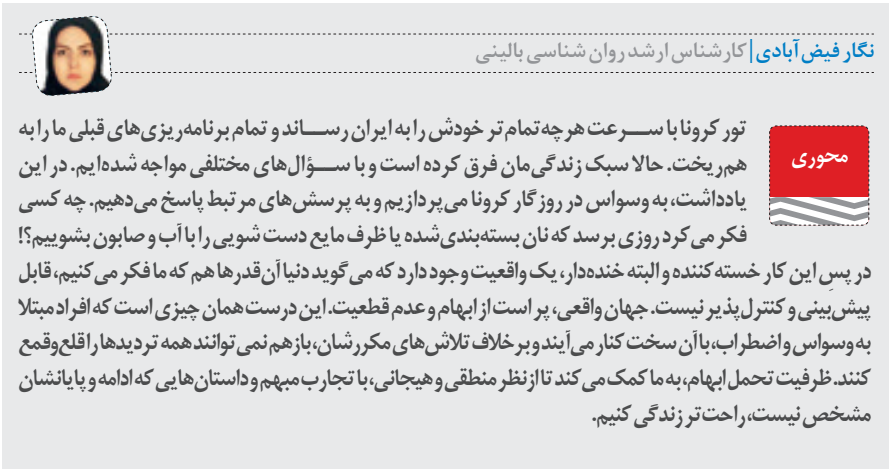 نگار فیض‌آبادی | کارشناس ارشد روان شناسی بالینی
محوری
تور کرونا با سـرعت هرچه‌تمام‌تر خودش را به ایران رسـاند و تمام برنامه‌ریزی‌های قبلی ما را به
هم‌ریخت. حالا سبک زندگی‌مان فرق کرده است و با سـؤال‌های مختلفی مواجه شده‌ایم. در این
یادداشت، به وسواس در روزگار کرونا می‌پردازیم و به پرسش‌های مرتبط پاسخ می‌دهیم. چه کسی
فکر می‌کرد روزی برسد که نان بسته‌بندی‌شده یا ظرف مایع دست‌شویی را با آب و صابون بشوییم؟!
در پسِ این کار خسته‌کننده و البته خنده‌دار، یک واقعیت وجود دارد که می‌گوید دنیا آن‌قدرها هم که ما فکر می‌کنیم، قابل
پیش‌بینی و کنترل‌پذیر نیست. جهان واقعی، پر است از ابهام و عدم قطعیت. این درست همان چیزی است که افراد مبتلا
به وسواس و اضطراب، با آن سخت کنار می‌آیند و برخلاف تلاش‌های مکررشان، باز هم نمی‌توانند همه تردیدها را قلع‌وقمع
کنند. ظرفیت تحمل ابهام، به ما کمک می‌کند تا از نظر منطقی و هیجانی، با تجارب مبهم و داستان‌هایی که ادامه و پایانشان
مشخص نیست، راحت‌تر زندگی کنیم.